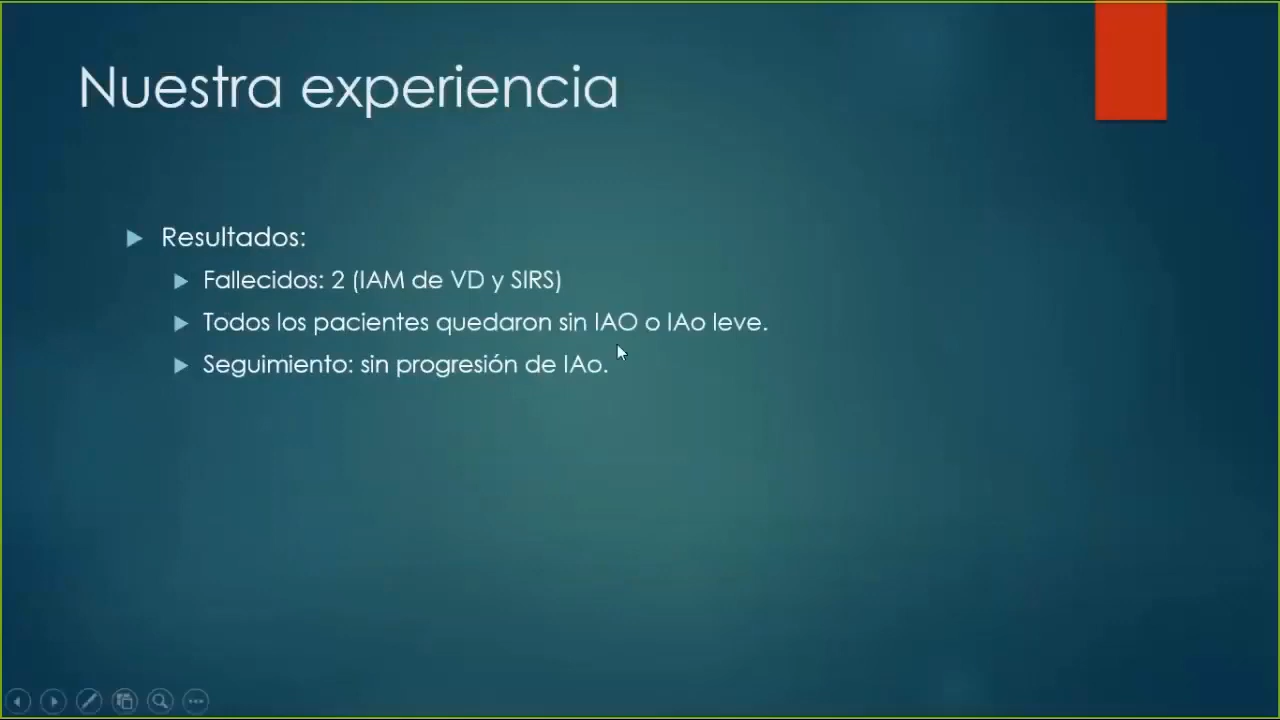 Nuestra experiencia
Resultados:
Fallecidos: 2 (IAM de VD y SIRS)
Todos los pacientes quedaron sin IAO o IAo leve.
Seguimiento: sin progresión de IAo.